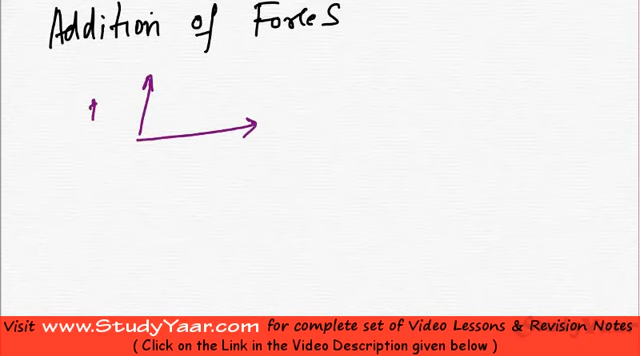 Addition of Forces
Visit www.StudyYaar.com for complete set of Video Lessons & Revision Notes
( Click on the Link in the Video Description given below )